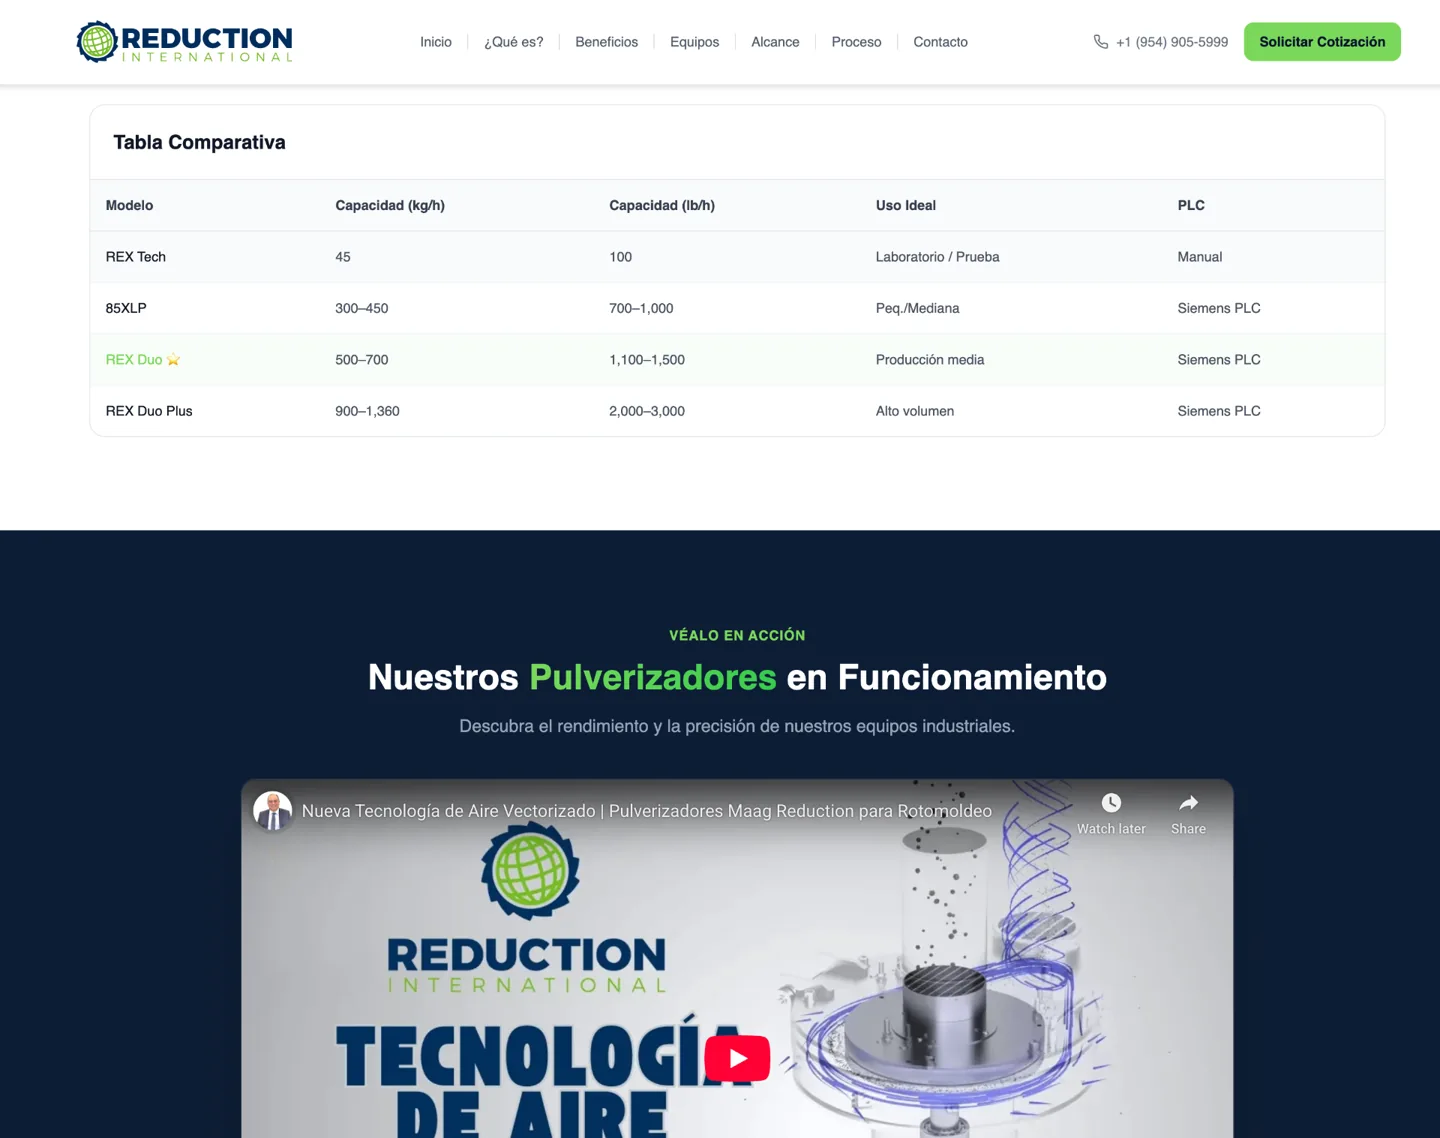 REDUCTION
INTERNATIONAL
Inicio
¿Qué es?
Beneficios
Equipos
Alcance
Proceso
Contacto
+1 (954) 905-5999
Solicitar Cotización
Tabla Comparativa
Modelo Capacidad (kg/h) Capacidad (lb/h) Uso Ideal PLC
REX Tech 45 100 Laboratorio / Prueba Manual
85XLP 300–450 700–1,000 Peq./Mediana Siemens PLC
REX Duo ⭐ 500–700 1,100–1,500 Producción media Siemens PLC
REX Duo Plus 900–1,360 2,000–3,000 Alto volumen Siemens PLC
VÉALO EN ACCIÓN
Nuestros Pulverizadores en Funcionamiento
Descubra el rendimiento y la precisión de nuestros equipos industriales.
Nueva Tecnología de Aire Vectorizado | Pulverizadores Maag Reduction para Rotomoldeo
Watch later
Share
REDUCTION
INTERNATIONAL
TECNOLOGÍA
DE AIRE